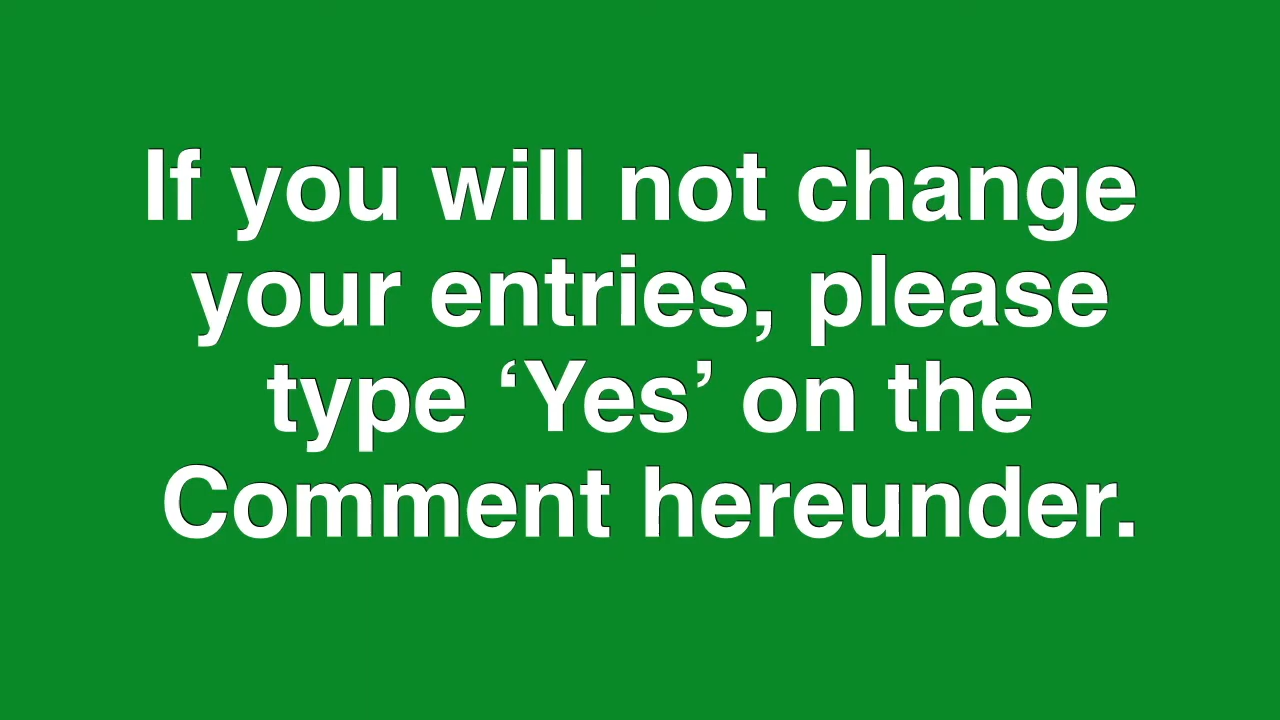 If you will not change
your entries, please
type ‘Yes’ on the
Comment hereunder.